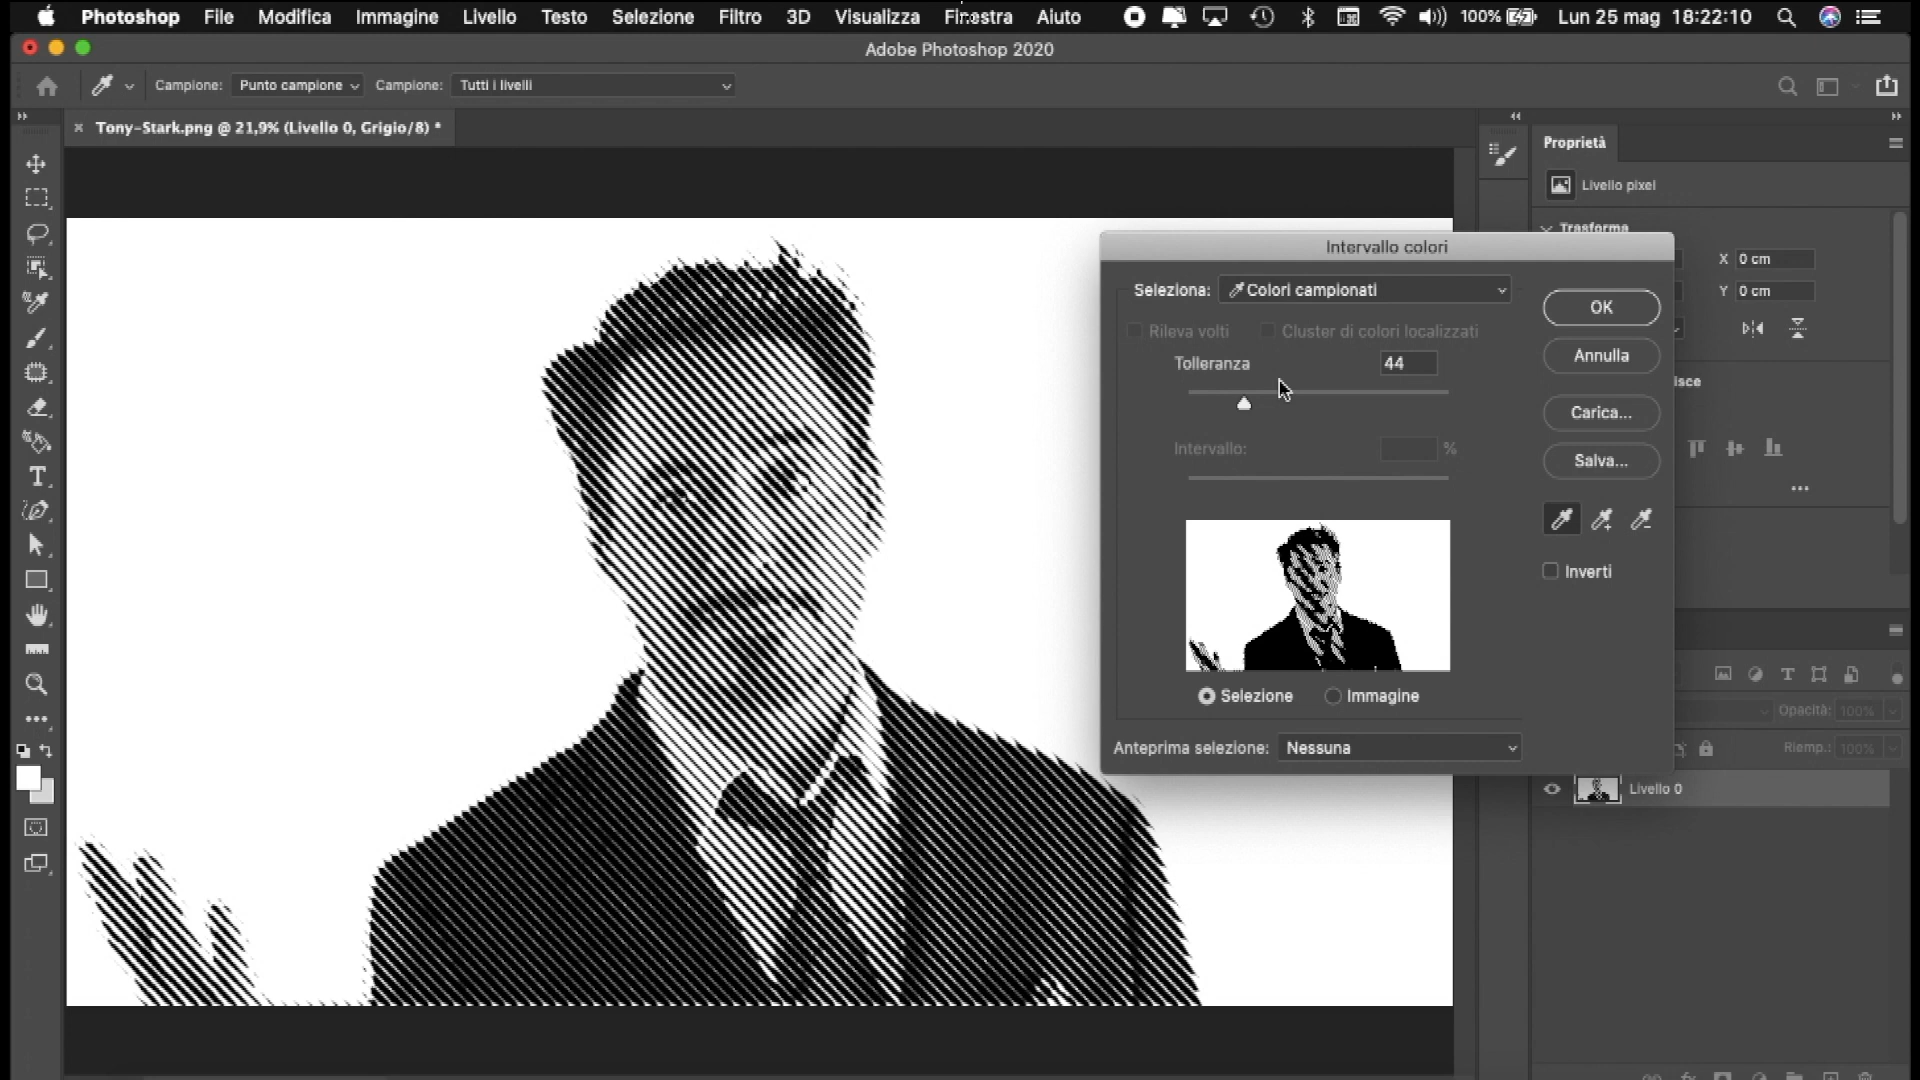 Photoshop File Modifica Immagine Livello Testo Selezione Filtro 3D Visualizza Finestra Aiuto 100% Lun 25 mag 18:22:10
Adobe Photoshop 2020
Campione: Punto campione Campione: Tutti i livelli
Tony-Stark.png @ 21,9% (Livello 0, Grigio/8) *
Proprietà
Livello pixel
Trasforma
X 0 cm
Y 0 cm
isce
Intervallo colori
Seleziona: Colori campionati
OK
Rileva volti Cluster di colori localizzati
Annulla
Tolleranza 44
Carica...
Intervallo: %
Salva...
Inverti
Selezione Immagine
Anteprima selezione: Nessuna
Opacità: 100%
Riemp.: 100%
Livello 0